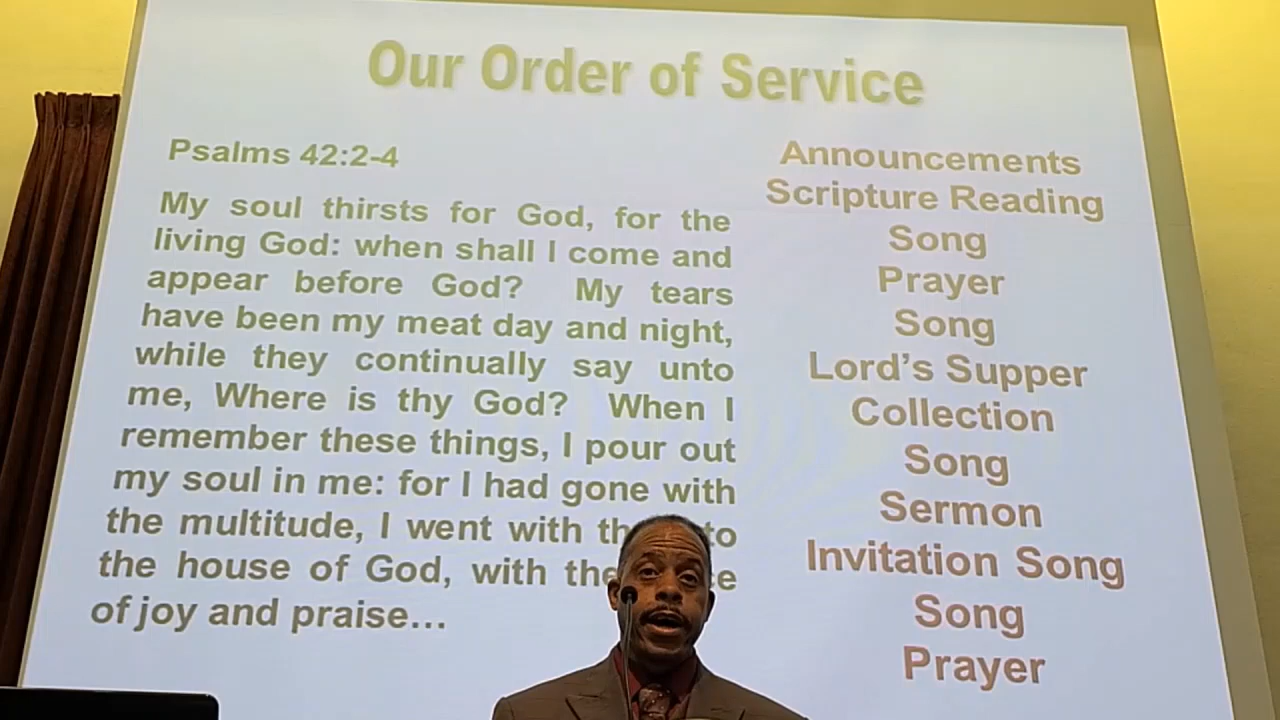 Our Order of Service
Psalms 42:2-4
My soul thirsts for God, for the
living God: when shall I come and
appear before God? My tears
have been my meat day and night,
while they continually say unto
me, Where is thy God? When I
remember these things, I pour out
my soul in me: for I had gone with
the multitude, I went with to
the house of God, with
of joy and praise...
Announcements
Scripture Reading
Song
Prayer
Song
Lord's Supper
Collection
Song
Sermon
Invitation Song
Song
Prayer